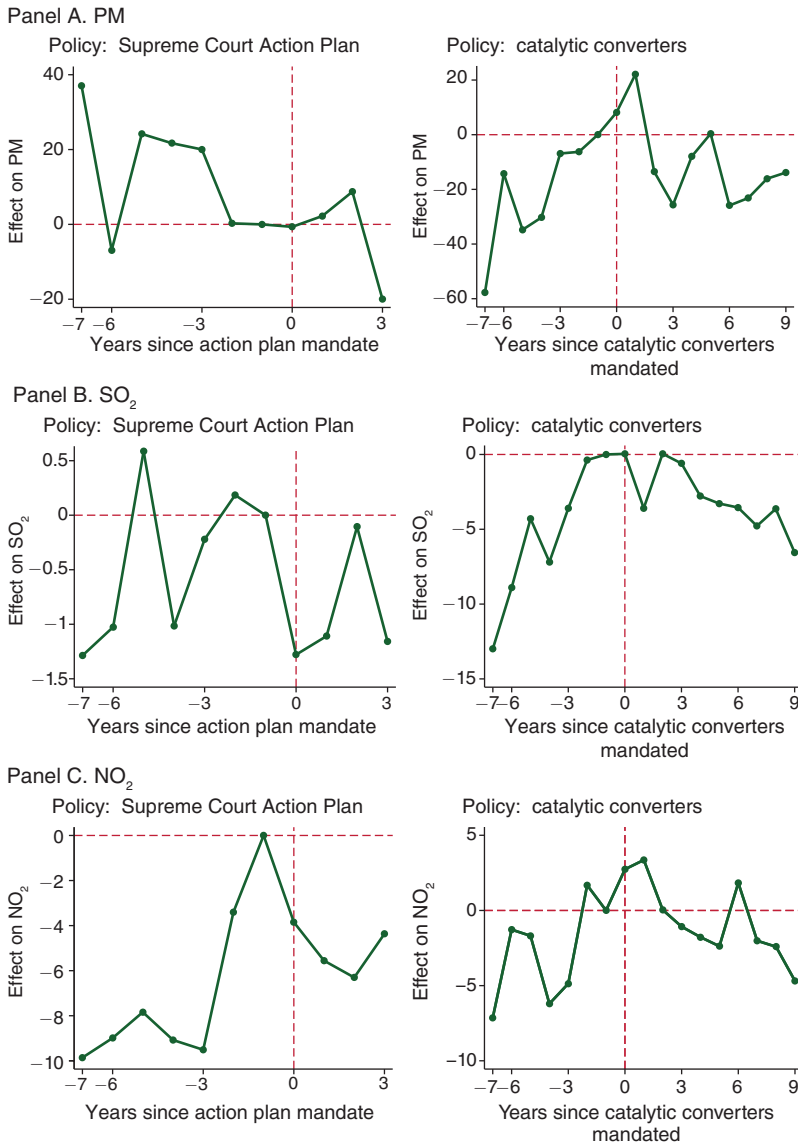 Panel A. PM
Policy: Supreme Court Action Plan
40
20
0
−20
Effect on PM
−7 −6 −3 0 3
Years since action plan mandate
Policy: catalytic converters
20
0
−20
−40
−60
Effect on PM
−7−6 −3 0 3 6 9
Years since catalytic converters
mandated
Panel B. SO2
Policy: Supreme Court Action Plan
0.5
0
−0.5
−1
−1.5
Effect on SO2
−7 −6 −3 0 3
Years since action plan mandate
Policy: catalytic converters
0
−5
−10
−15
Effect on SO2
−7−6 −3 0 3 6 9
Years since catalytic converters
mandated
Panel C. NO2
Policy: Supreme Court Action Plan
0
−2
−4
−6
−8
−10
Effect on NO2
−7 −6 −3 0 3
Years since action plan mandate
Policy: catalytic converters
5
0
−5
−10
Effect on NO2
−7−6 −3 0 3 6 9
Years since catalytic converters
mandated